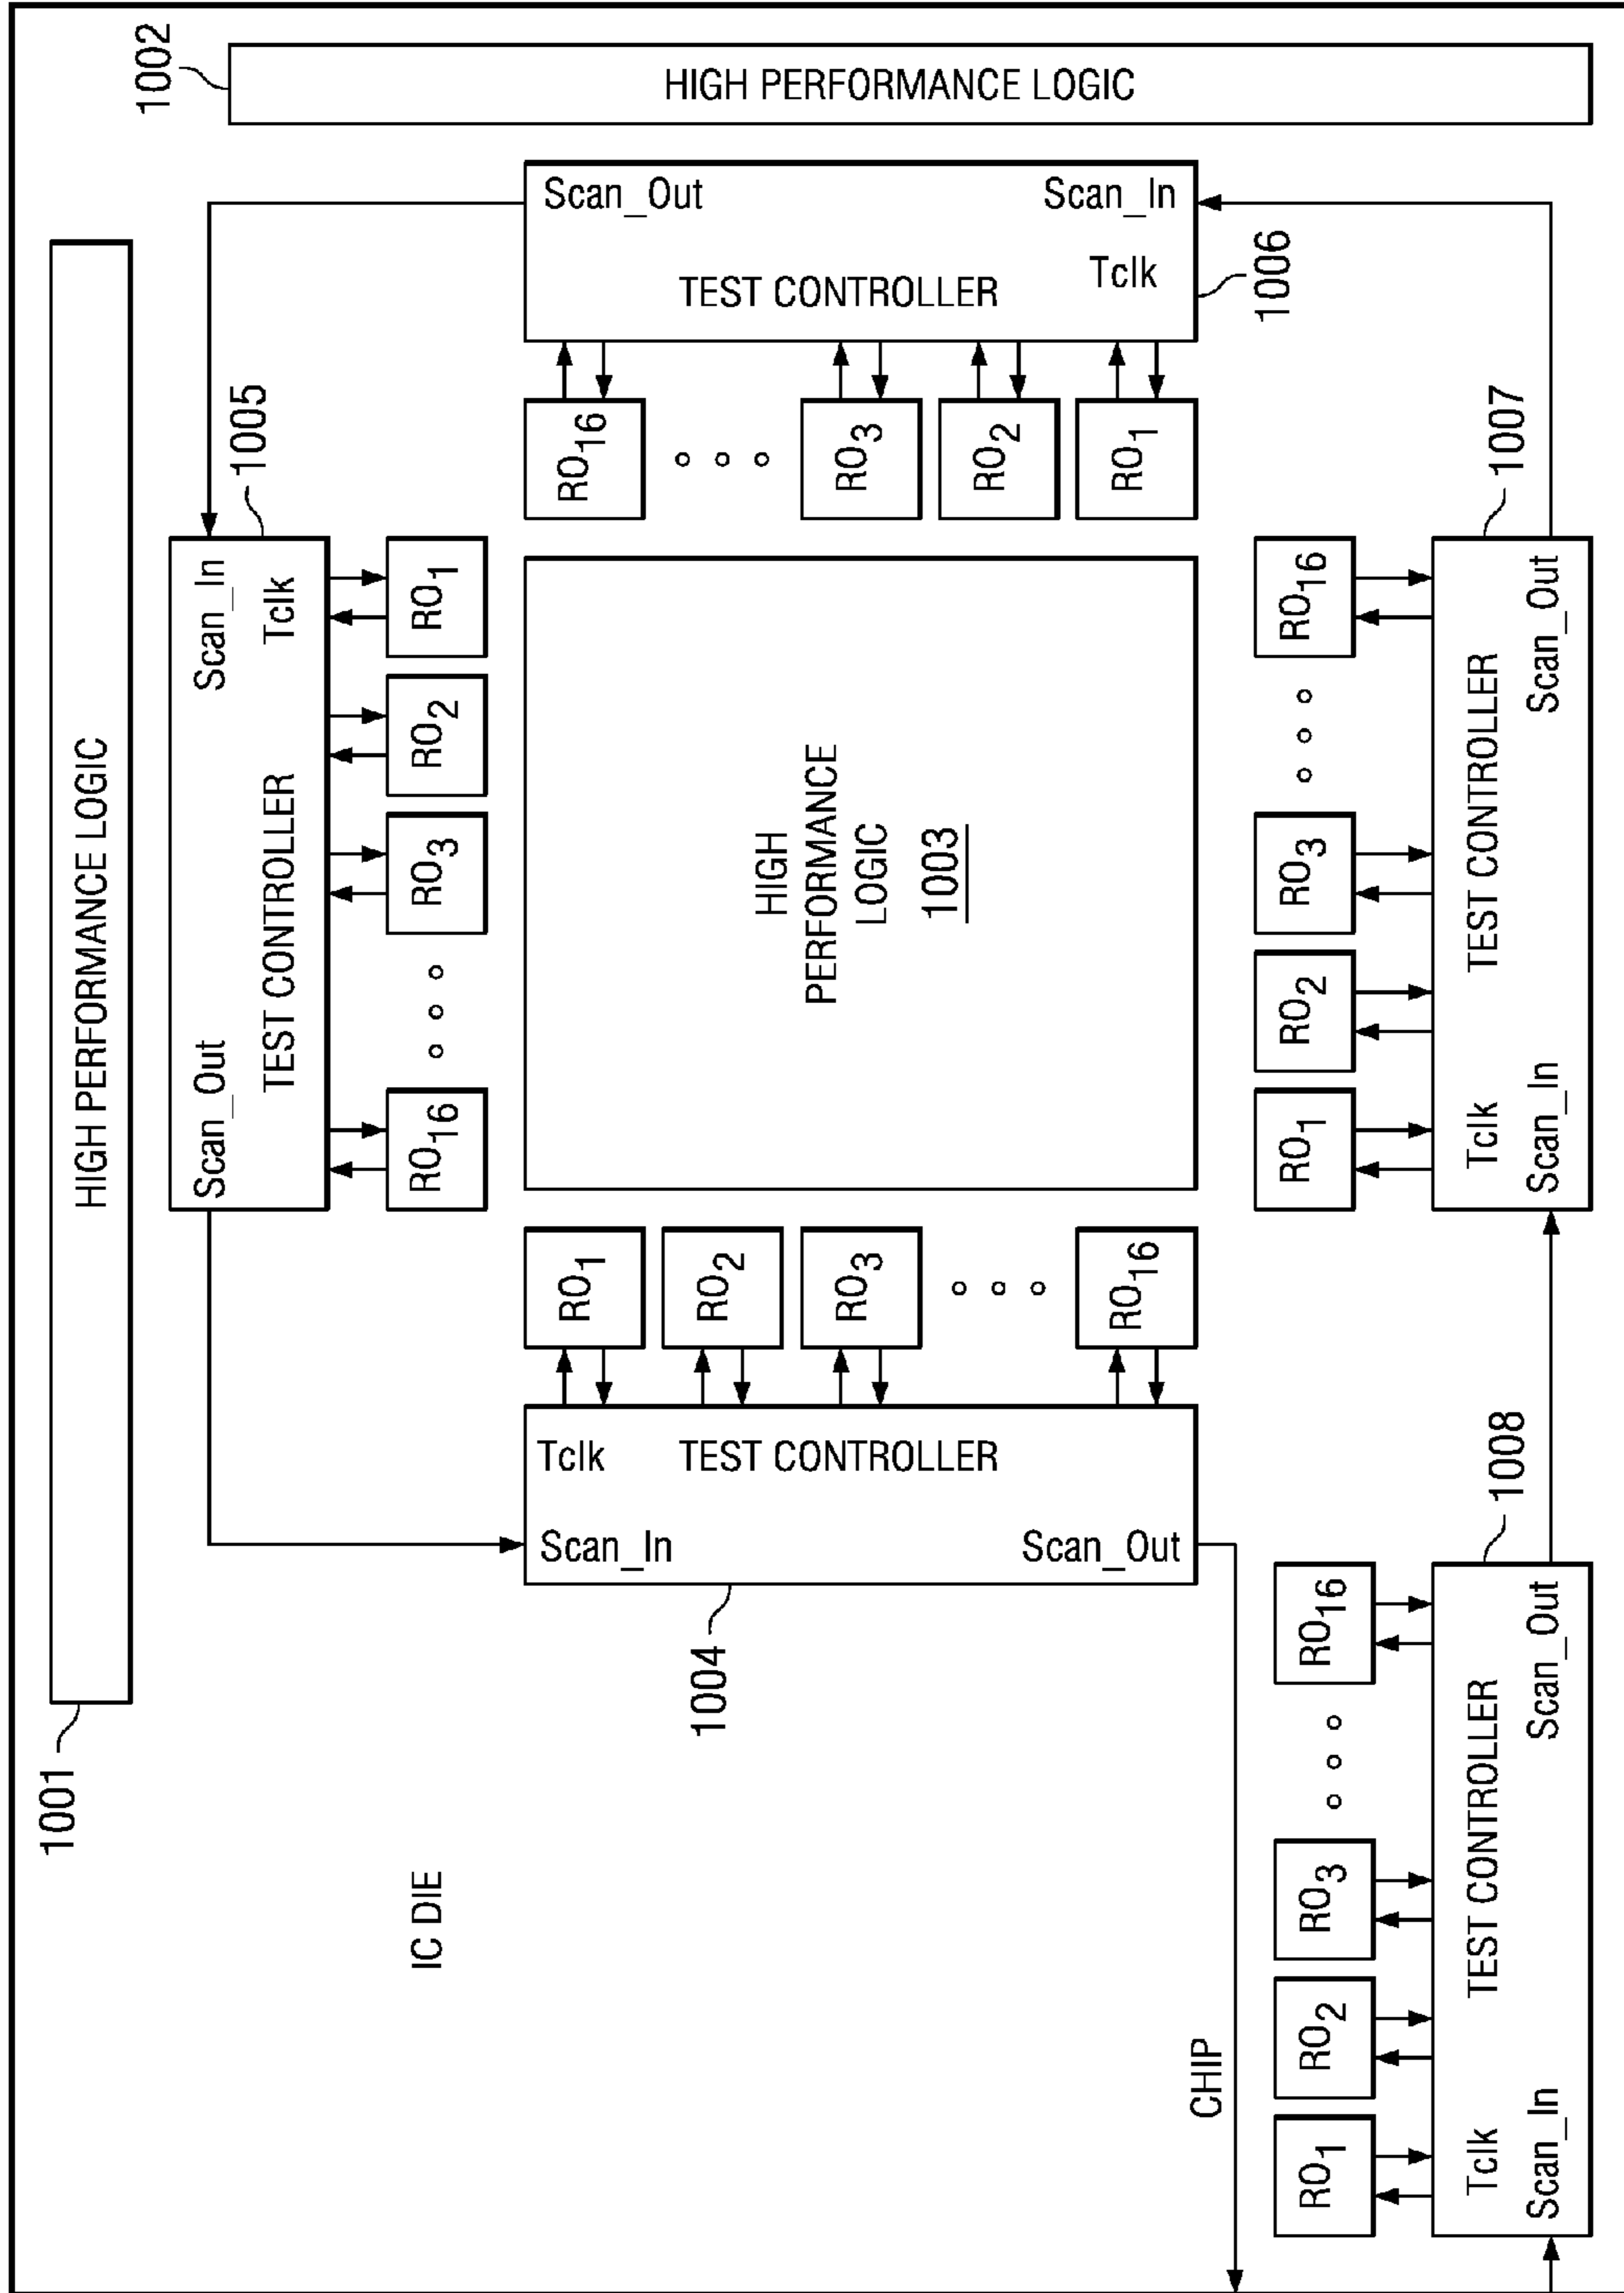 1002
HIGH PERFORMANCE LOGIC
HIGH PERFORMANCE LOGIC
1001
Scan_Out
Scan_In
Tclk
TEST CONTROLLER
1006
RO16
RO3
RO2
RO1
1005
Scan_In
Tclk
Scan_Out
TEST CONTROLLER
RO1
RO2
RO3
RO16
HIGH
PERFORMANCE
LOGIC
1003
1007
RO16
RO3
RO2
RO1
TEST CONTROLLER
Scan_Out
Tclk
Scan_In
RO1
RO2
RO3
RO16
Tclk
TEST CONTROLLER
Scan_In
Scan_Out
1004
1008
RO16
RO3
RO2
RO1
TEST CONTROLLER
Scan_Out
Tclk
Scan_In
IC DIE
CHIP